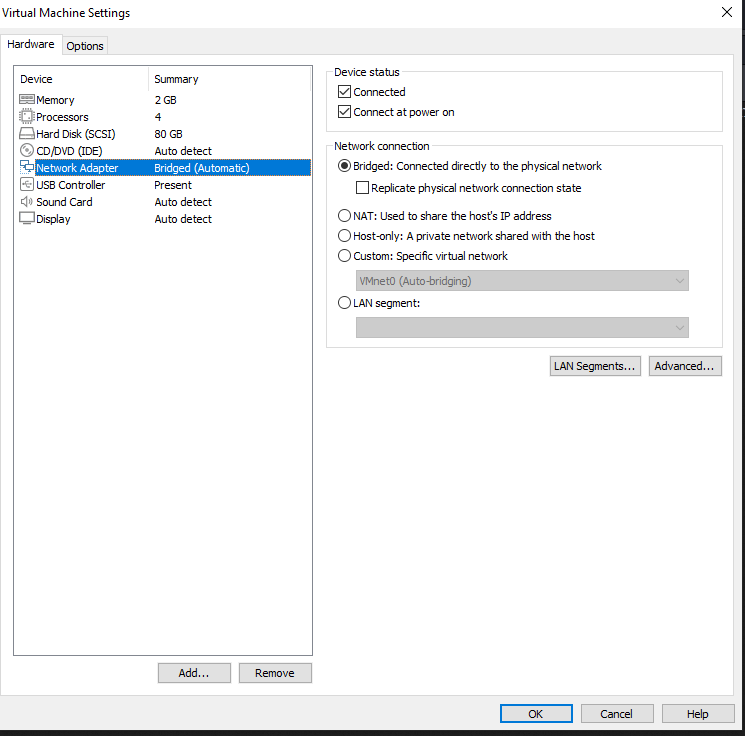 Virtual Machine Settings
Hardware Options
Device Summary
Memory 2 GB
Processors 4
Hard Disk (SCSI) 80 GB
CD/DVD (IDE) Auto detect
Network Adapter Bridged (Automatic)
USB Controller Present
Sound Card Auto detect
Display Auto detect
Add... Remove
Device status
Connected
Connect at power on
Network connection
Bridged: Connected directly to the physical network
Replicate physical network connection state
NAT: Used to share the host's IP address
Host-only: A private network shared with the host
Custom: Specific virtual network
VMnet0 (Auto-bridging)
LAN segment:
LAN Segments... Advanced...
OK Cancel Help